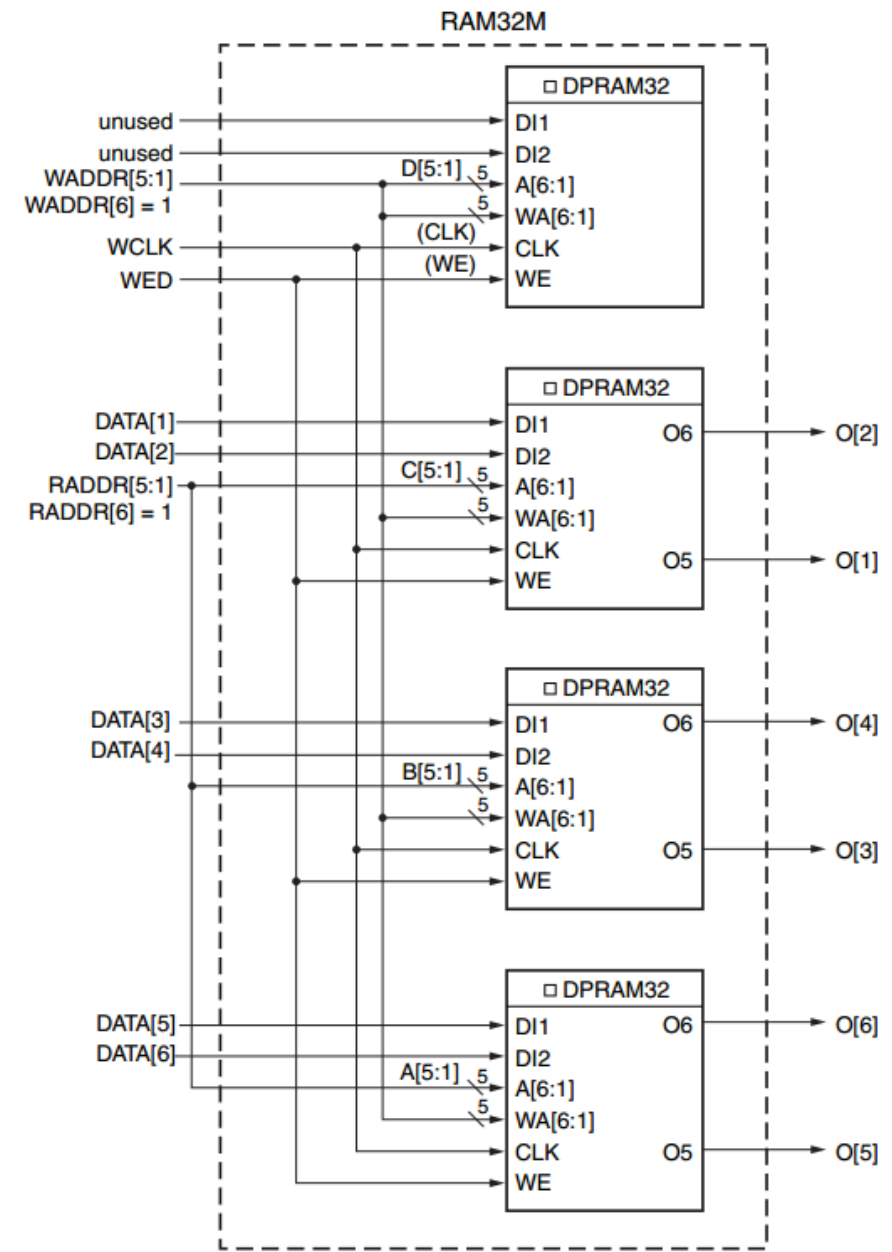 RAM32M
□ DPRAM32
unused
DI1
unused
DI2
WADDR[5:1]
D[5:1]
5
A[6:1]
WADDR[6] = 1
5
WA[6:1]
WCLK
(CLK)
CLK
WED
(WE)
WE
□ DPRAM32
DATA[1]
DI1
O6
O[2]
DATA[2]
DI2
RADDR[5:1]
C[5:1]
5
A[6:1]
RADDR[6] = 1
5
WA[6:1]
CLK
O5
O[1]
WE
□ DPRAM32
DATA[3]
DI1
O6
O[4]
DATA[4]
DI2
B[5:1]
5
A[6:1]
5
WA[6:1]
CLK
O5
O[3]
WE
□ DPRAM32
DATA[5]
DI1
O6
O[6]
DATA[6]
DI2
A[5:1]
5
A[6:1]
5
WA[6:1]
CLK
O5
O[5]
WE